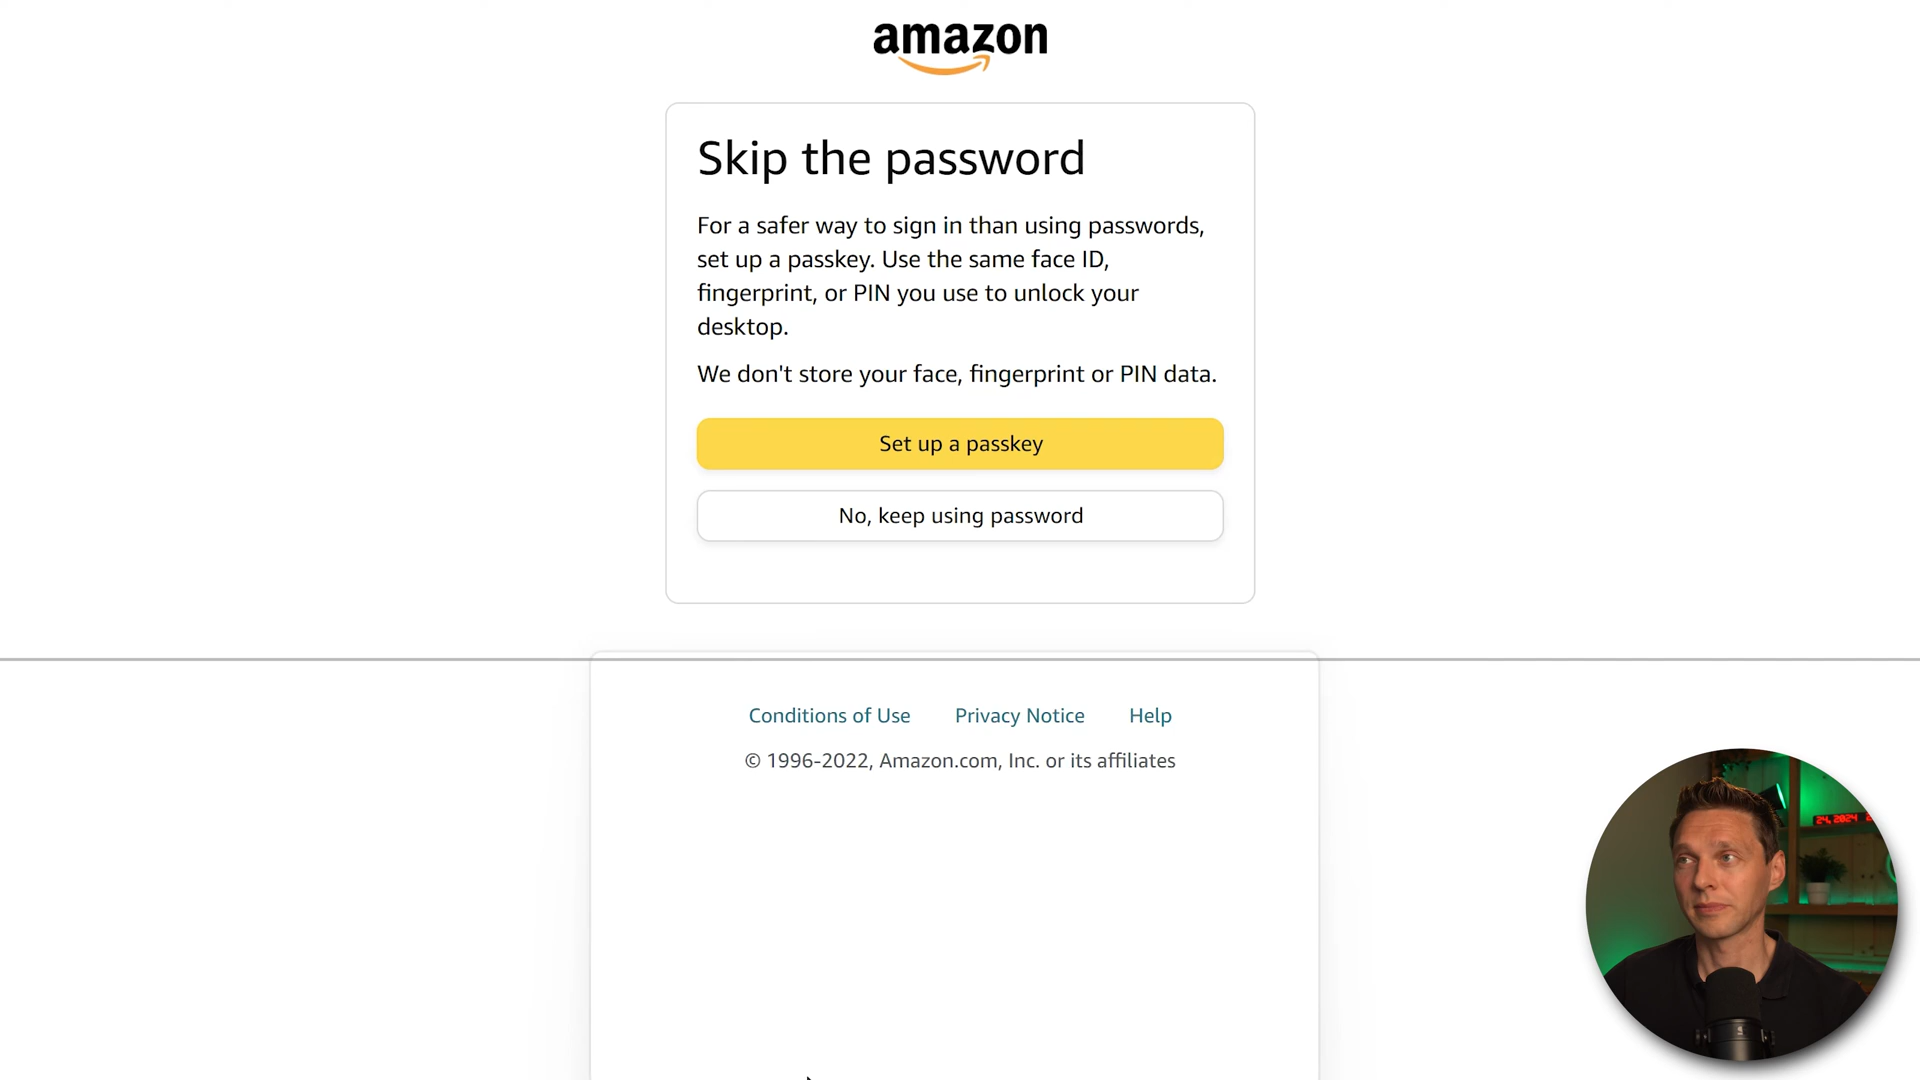 amazon
Skip the password
For a safer way to sign in than using passwords,
set up a passkey. Use the same face ID,
fingerprint, or PIN you use to unlock your
desktop.
We don't store your face, fingerprint or PIN data.
Set up a passkey
No, keep using password
Conditions of Use Privacy Notice Help
© 1996-2022, Amazon.com, Inc. or its affiliates
24, 2024